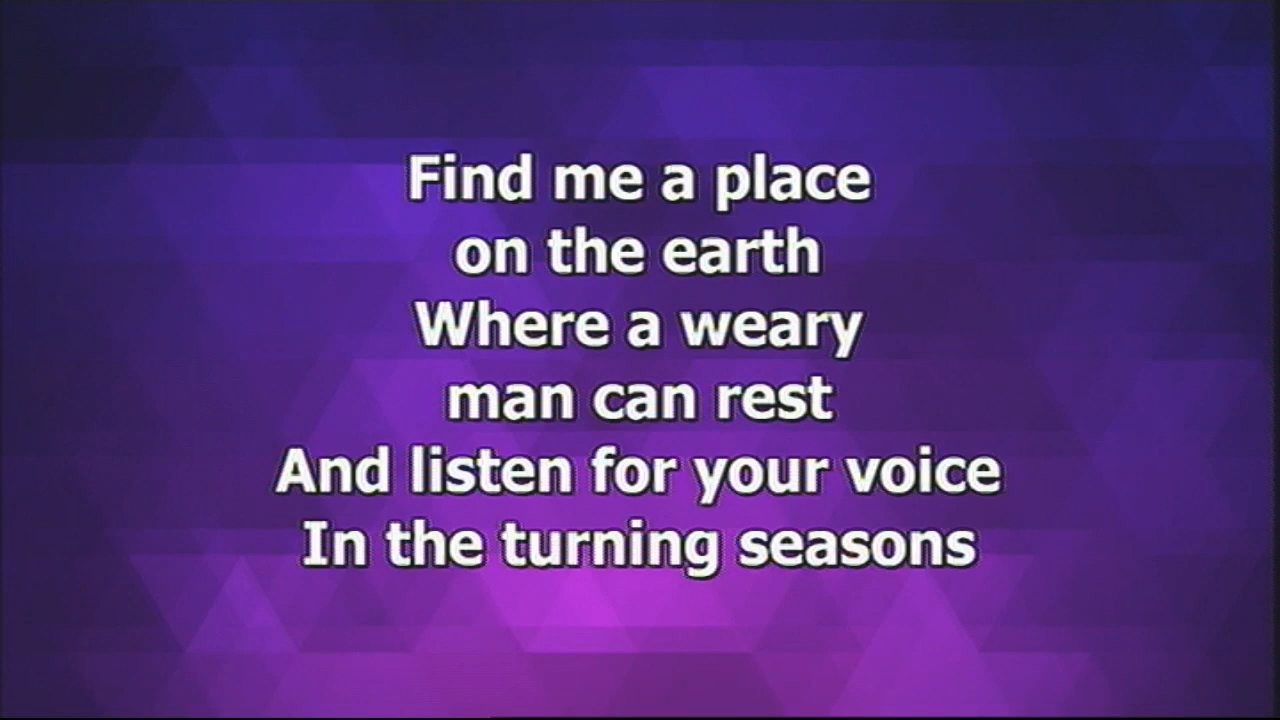 Find me a place
on the earth
Where a weary
man can rest
And listen for your voice
In the turning seasons